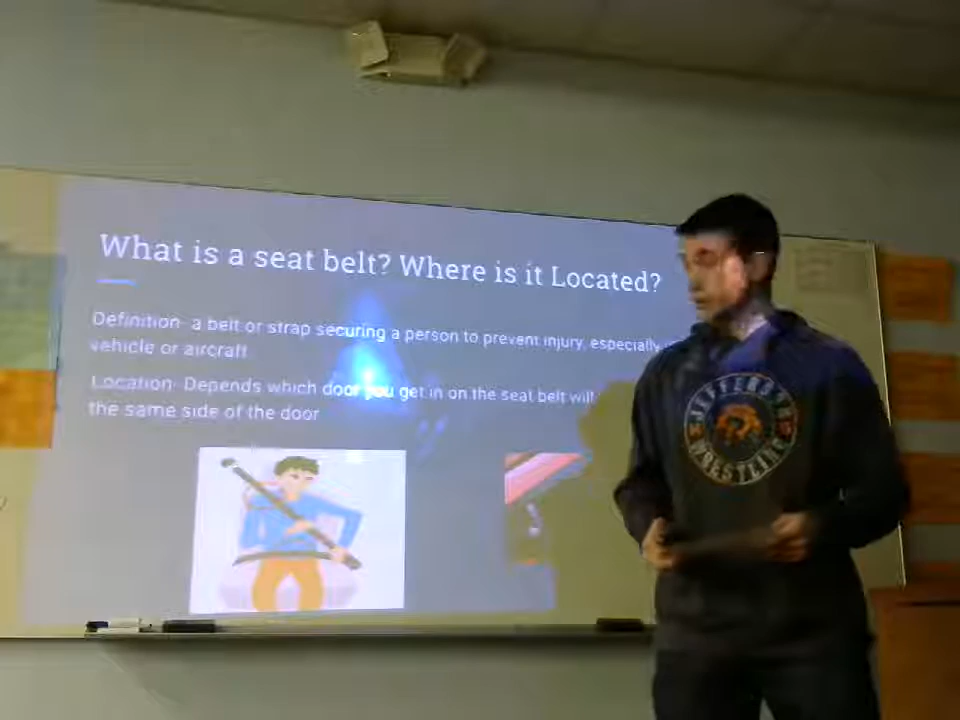 What is a seat belt? Where is it Located?
Definition- a belt or strap securing a person to prevent injury, especially
vehicle or aircraft
Location- Depends which door you get in on the seat belt will
the same side of the door
JEFFERSON
WRESTLING